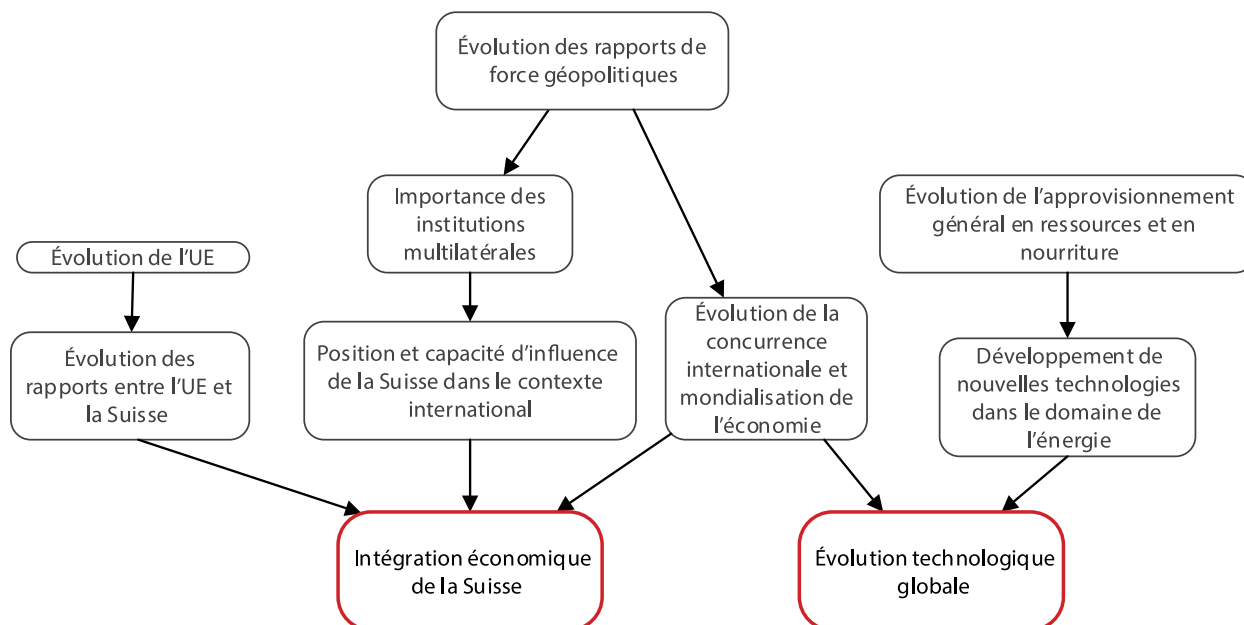 Évolution des rapports de
force géopolitiques
Importance des
institutions
multilatérales
Évolution de l’approvisionnement
général en ressources et en
nourriture
Évolution de l’UE
Évolution des
rapports entre l’UE et
la Suisse
Position et capacité d’influence
de la Suisse dans le contexte
international
Évolution de la
concurrence
internationale et
mondialisation de
l’économie
Développement de
nouvelles technologies
dans le domaine de
l’énergie
Intégration économique
de la Suisse
Évolution technologique
globale